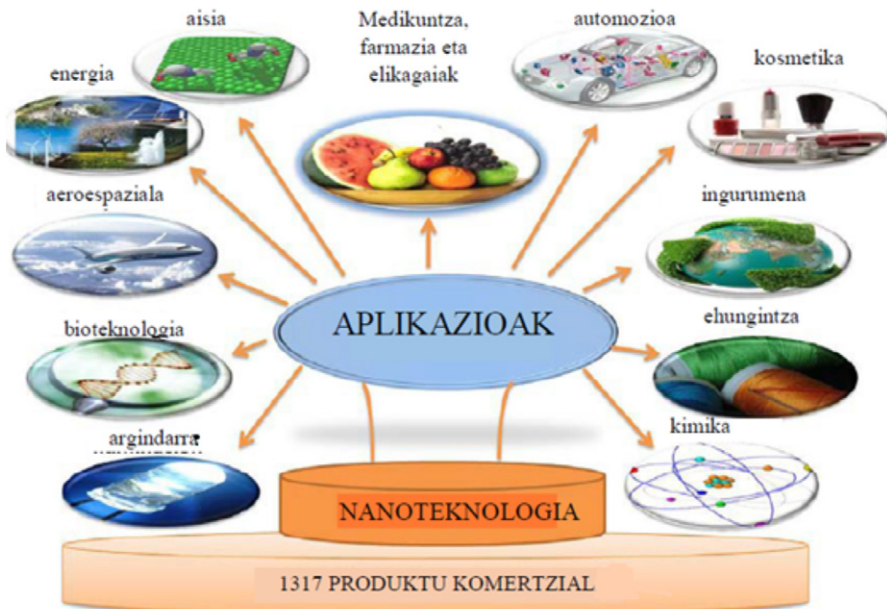 aisia
Medikuntza,
farmazia eta
elikagaiak
automozioa
energia
kosmetika
aeroespaziala
ingurumena
APLIKAZIOAK
bioteknologia
ehungintza
argindarra
kimika
NANOTEKNOLOGIA
1317 PRODUKTU KOMERTZIAL